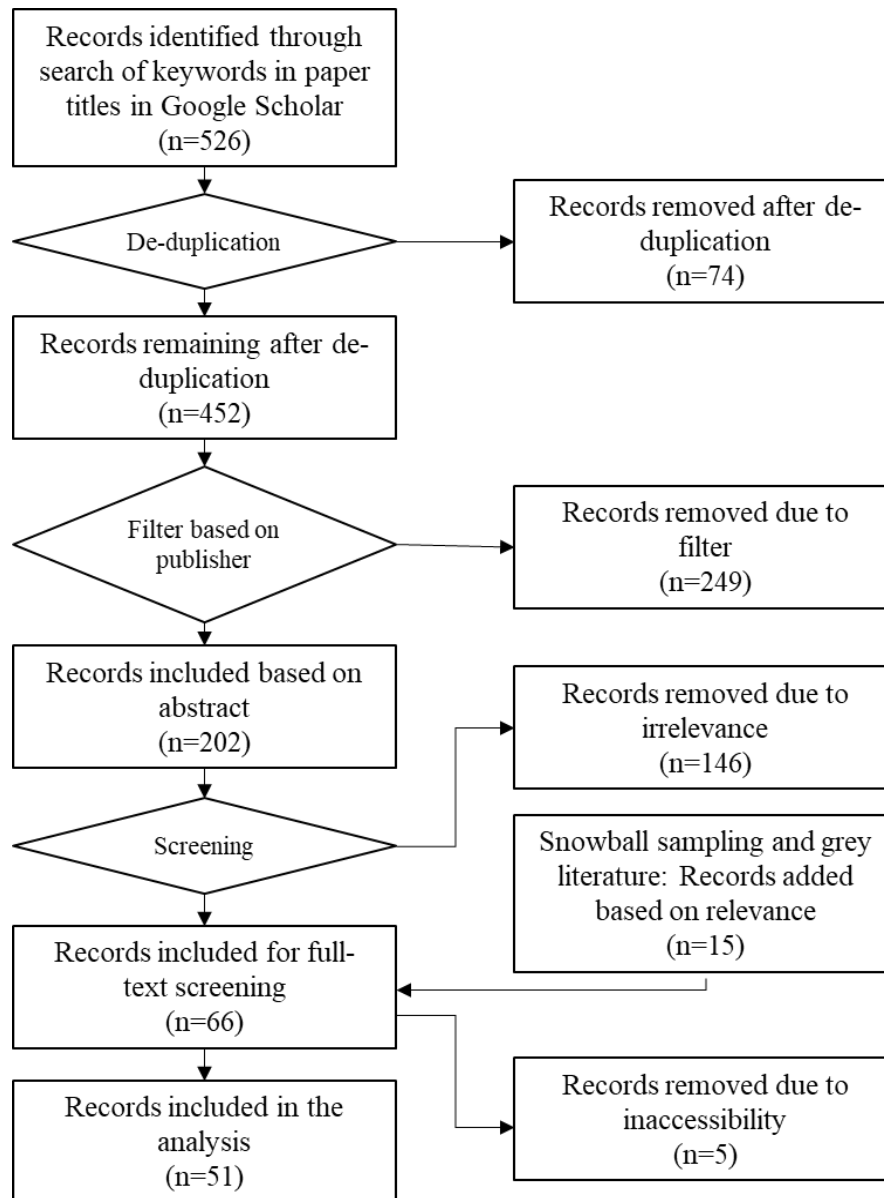 Records identified through
search of keywords in paper
titles in Google Scholar
(n=526)
De-duplication
Records removed after de-
duplication
(n=74)
Records remaining after de-
duplication
(n=452)
Filter based on
publisher
Records removed due to
filter
(n=249)
Records included based on
abstract
(n=202)
Records removed due to
irrelevance
(n=146)
Screening
Snowball sampling and grey
literature: Records added
based on relevance
(n=15)
Records included for full-
text screening
(n=66)
Records removed due to
inaccessibility
(n=5)
Records included in the
analysis
(n=51)